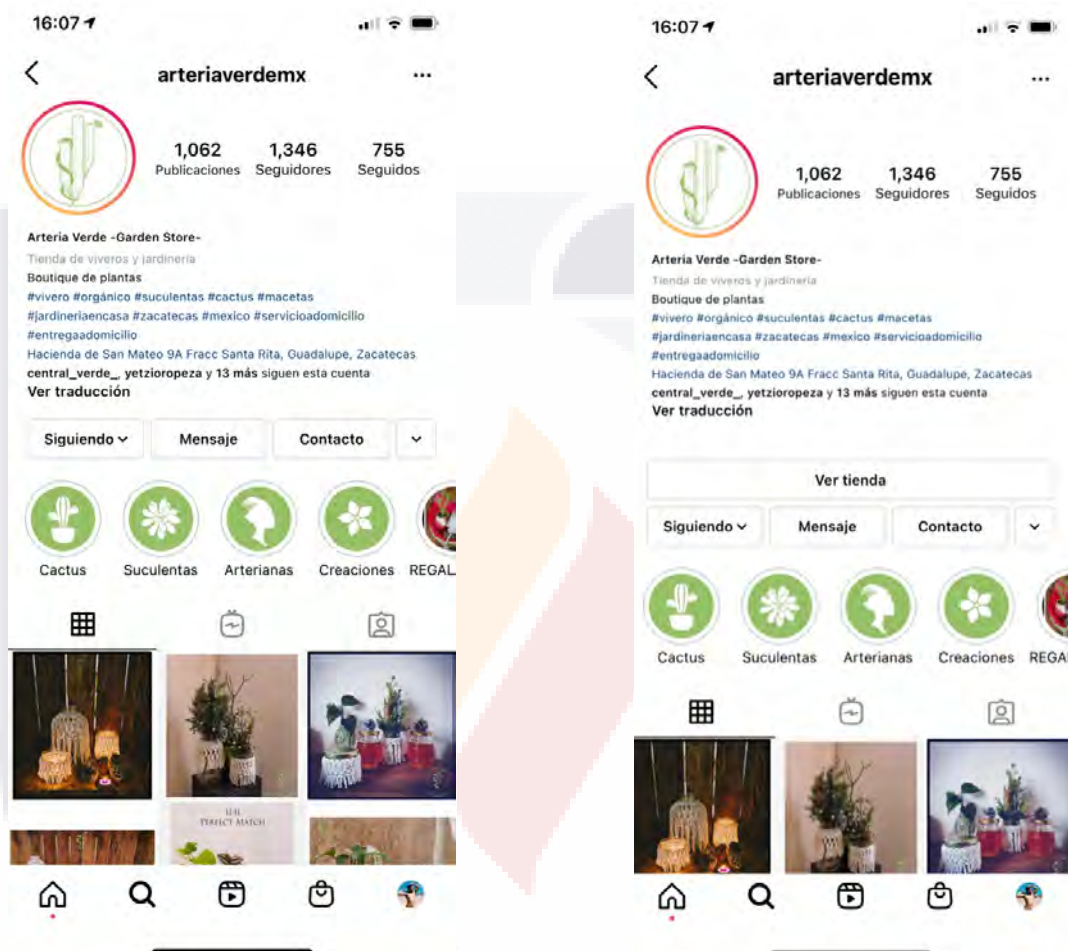 16:07
arteriaverdemx
...
1,062 1,346 755
Publicaciones Seguidores Seguidos
Arteria Verde -Garden Store-
Tienda de viveros y jardinería
Boutique de plantas
#vivero #orgánico #suculentas #cactus #macetas
#jardineriaencasa #zacatecas #mexico #servicioadomicilio
#entregaadomicilio
Hacienda de San Mateo 9A Fracc Santa Rita, Guadalupe, Zacatecas
central_verde_, yetzioropeza y 13 más siguen esta cuenta
Ver traducción
Siguiendo Mensaje Contacto
Cactus Suculentas Arterianas Creaciones REGAL
PERFECT MATCH
16:07
arteriaverdemx
...
1,062 1,346 755
Publicaciones Seguidores Seguidos
Arteria Verde -Garden Store-
Tienda de viveros y jardinería
Boutique de plantas
#vivero #orgánico #suculentas #cactus #macetas
#jardineriaencasa #zacatecas #mexico #servicioadomicilio
#entregaadomicilio
Hacienda de San Mateo 9A Fracc Santa Rita, Guadalupe, Zacatecas
central_verde_, yetzioropeza y 13 más siguen esta cuenta
Ver traducción
Ver tienda
Siguiendo Mensaje Contacto
Cactus Suculentas Arterianas Creaciones REGA